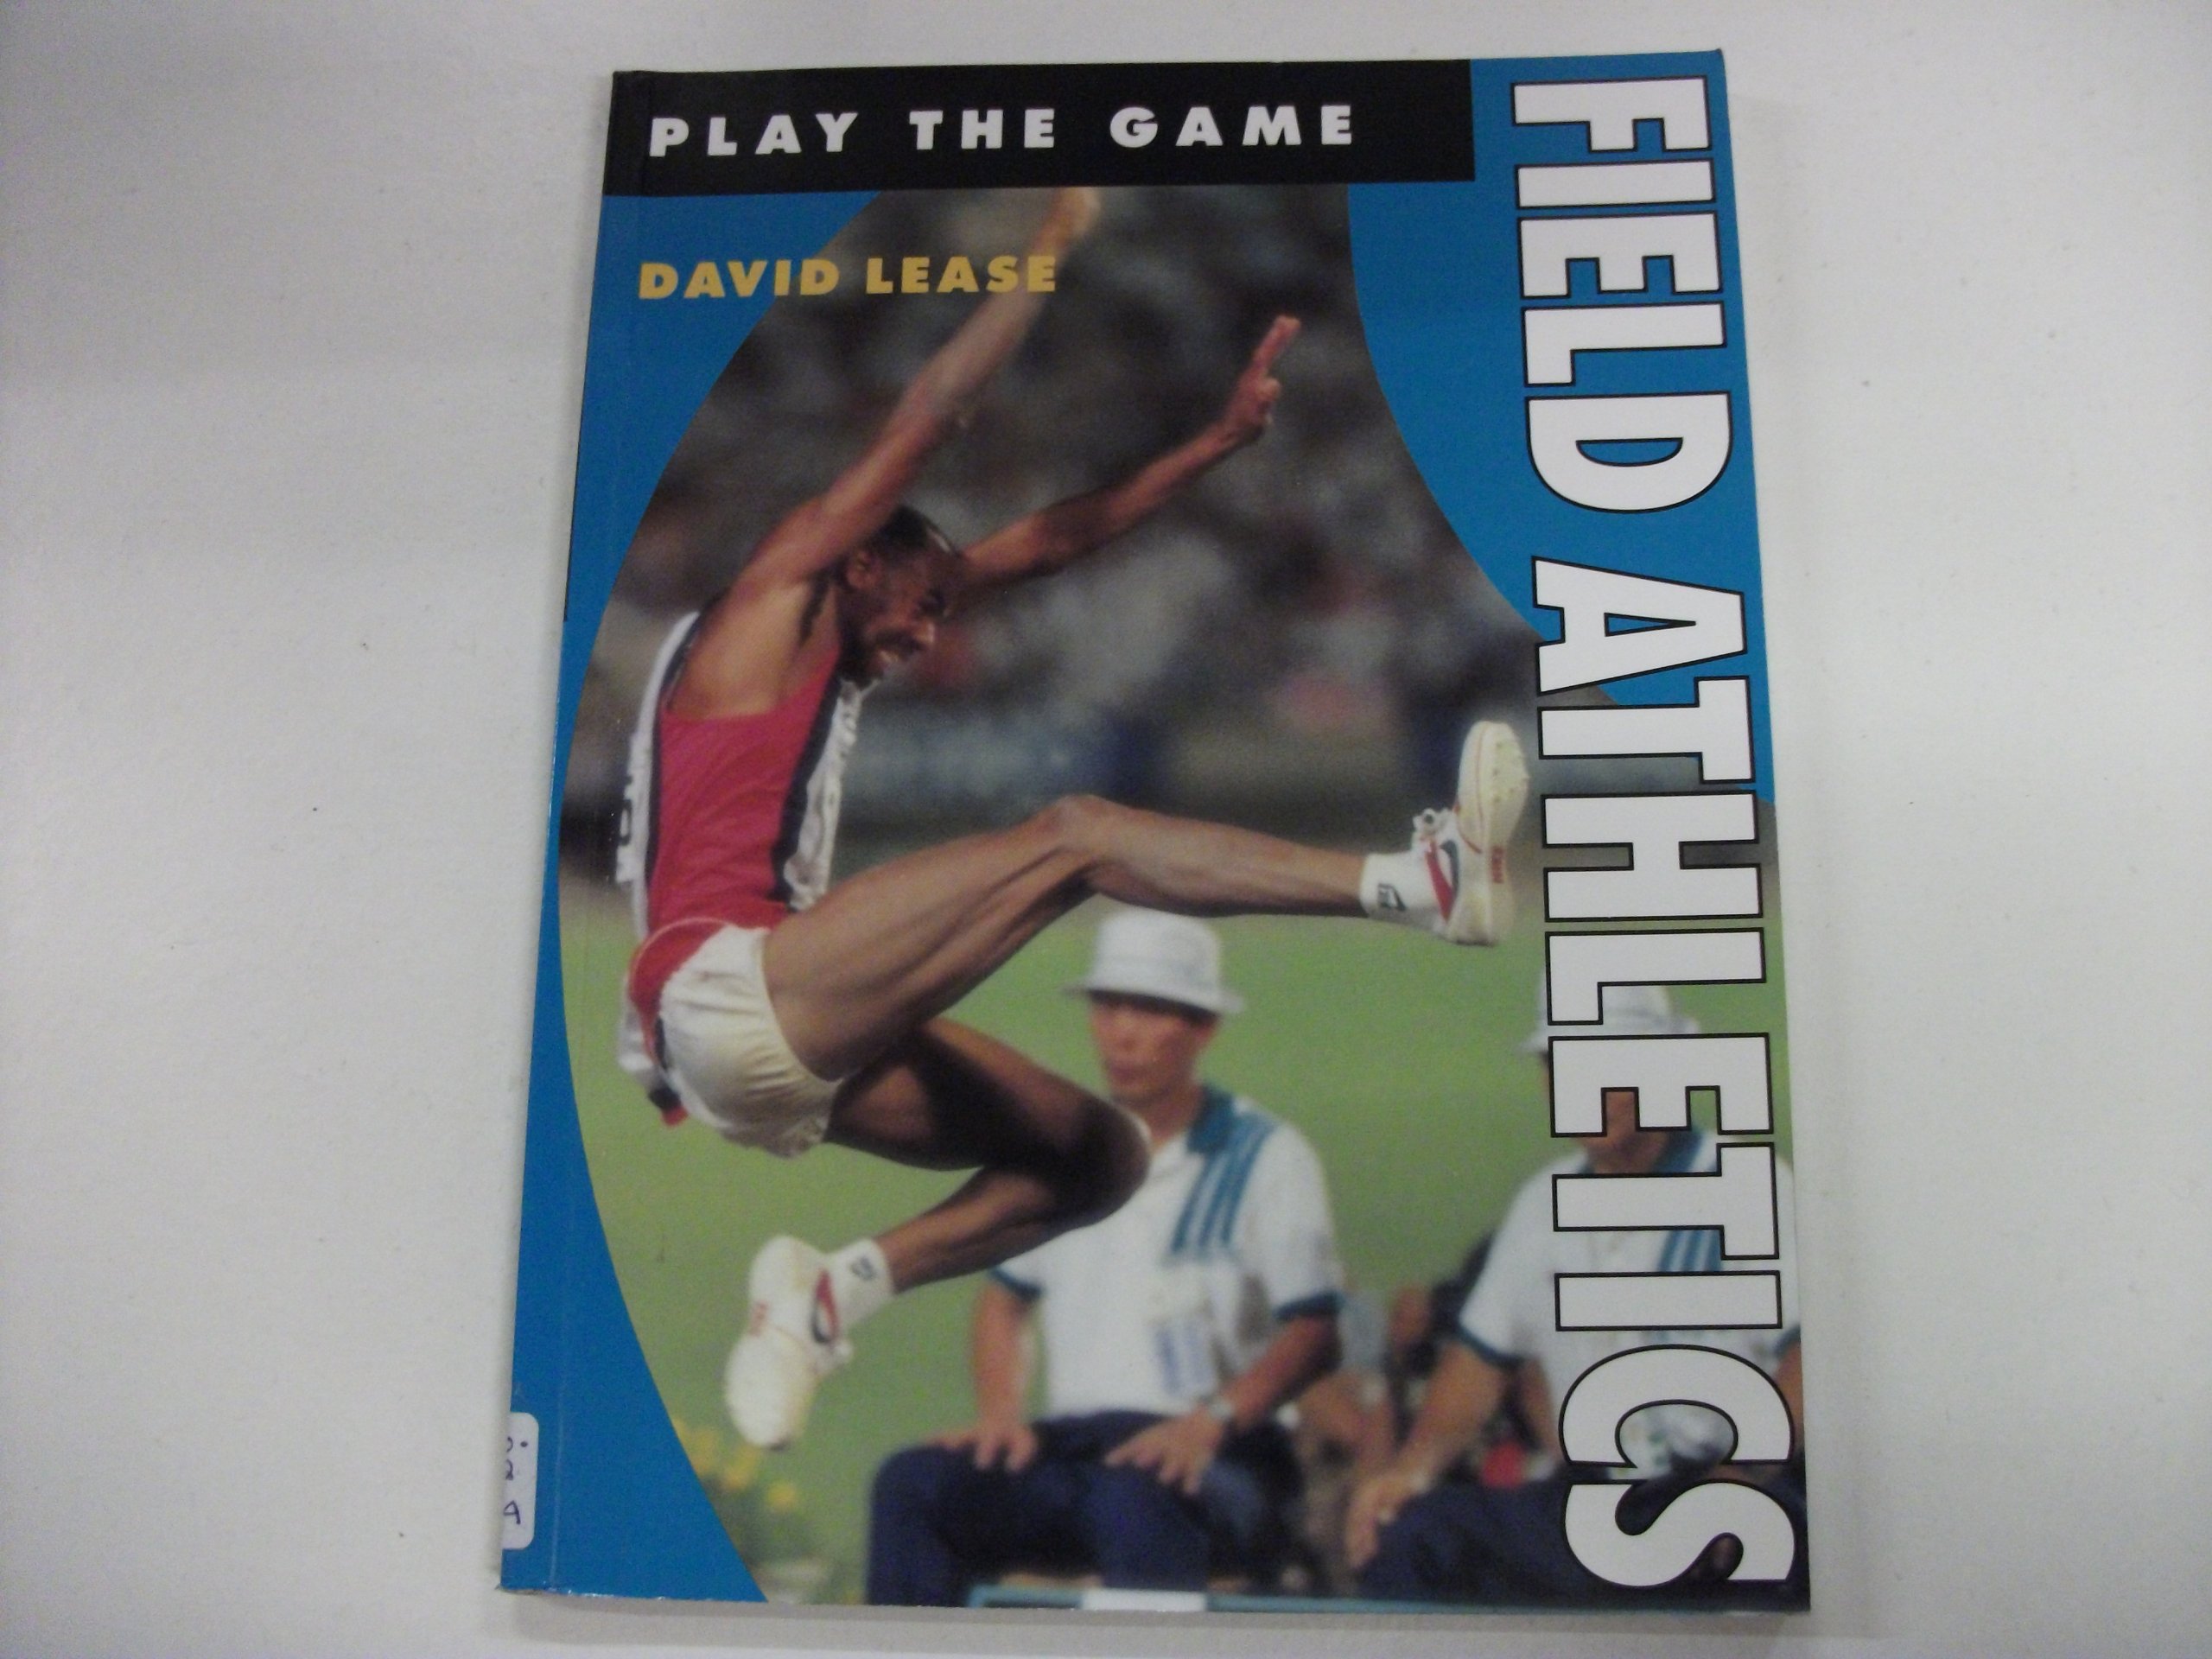 PLAY THE GAME
DAVID LEASE
FIELD ATHLETICS